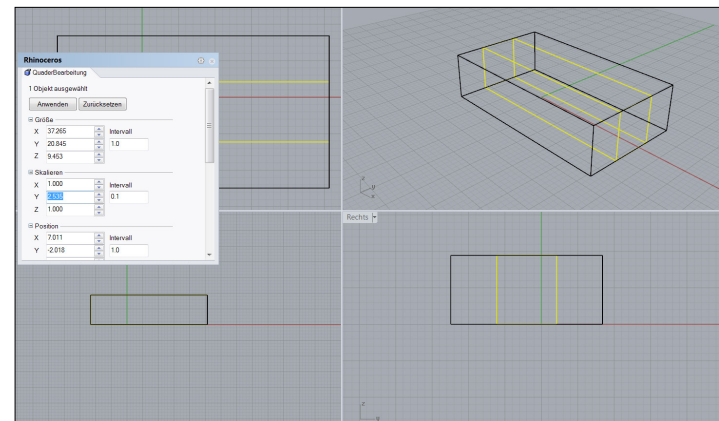 Rhinoceros
QuaderBearbeitung
1 Objekt ausgewählt
Anwenden Zurücksetzen
Größe
X 37.265 Intervall
Y 20.845 1.0
Z 9.453
Skalieren
X 1.000 Intervall
Y 0.1
Z 1.000
Position
X 7.011 Intervall
Y -2.018 1.0
z
y
x
Rechts
z
y